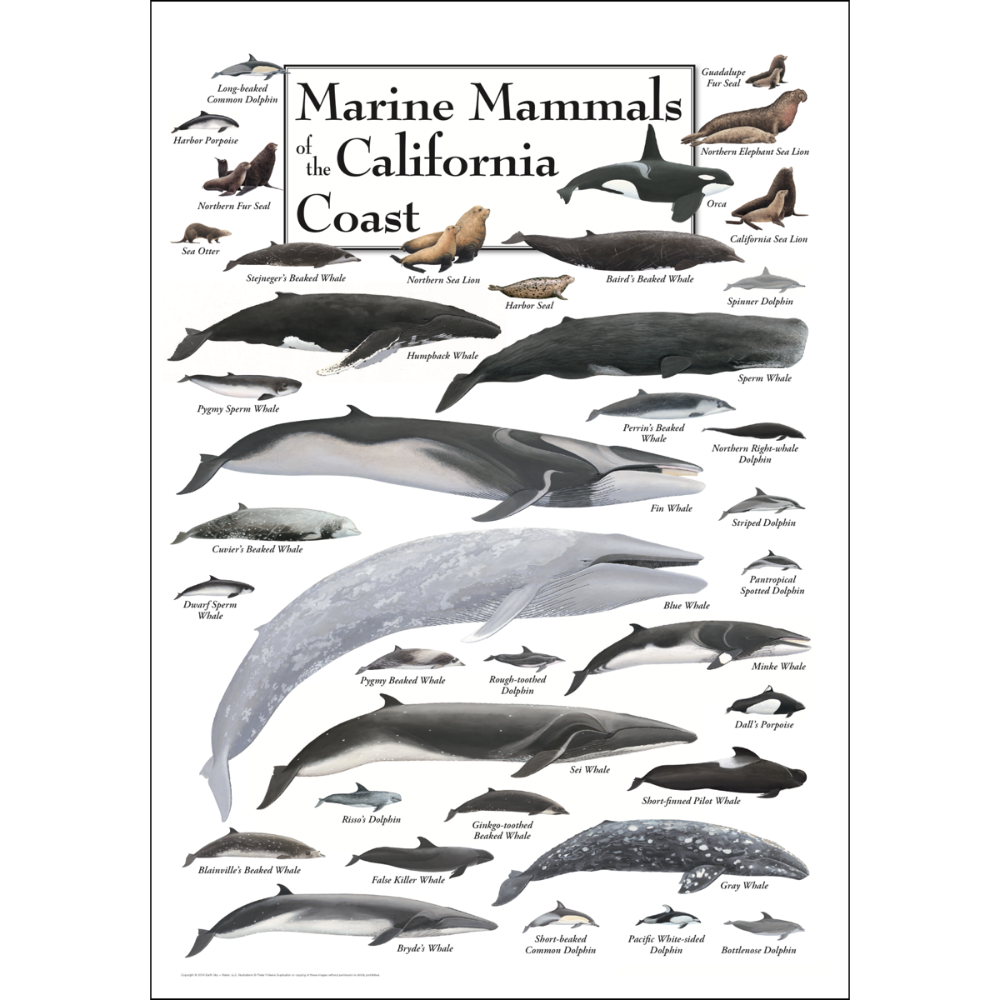 Marine Mammals
of
the California
Coast
Long-beaked
Common Dolphin
Guadalupe
Fur Seal
Harbor Porpoise
Northern Elephant Sea Lion
Northern Fur Seal
Orca
California Sea Lion
Sea Otter
Stejneger's Beaked Whale
Northern Sea Lion
Baird's Beaked Whale
Harbor Seal
Spinner Dolphin
Humpback Whale
Sperm Whale
Pygmy Sperm Whale
Perrin's Beaked
Whale
Northern Right-whale
Dolphin
Fin Whale
Striped Dolphin
Cuvier's Beaked Whale
Pantropical
Spotted Dolphin
Dwarf Sperm
Whale
Blue Whale
Minke Whale
Pygmy Beaked Whale
Rough-toothed
Dolphin
Dall's Porpoise
Sei Whale
Short-finned Pilot Whale
Risso's Dolphin
Ginkgo-toothed
Beaked Whale
Blainville's Beaked Whale
False Killer Whale
Gray Whale
Bryde's Whale
Short-beaked
Common Dolphin
Pacific White-sided
Dolphin
Bottlenose Dolphin